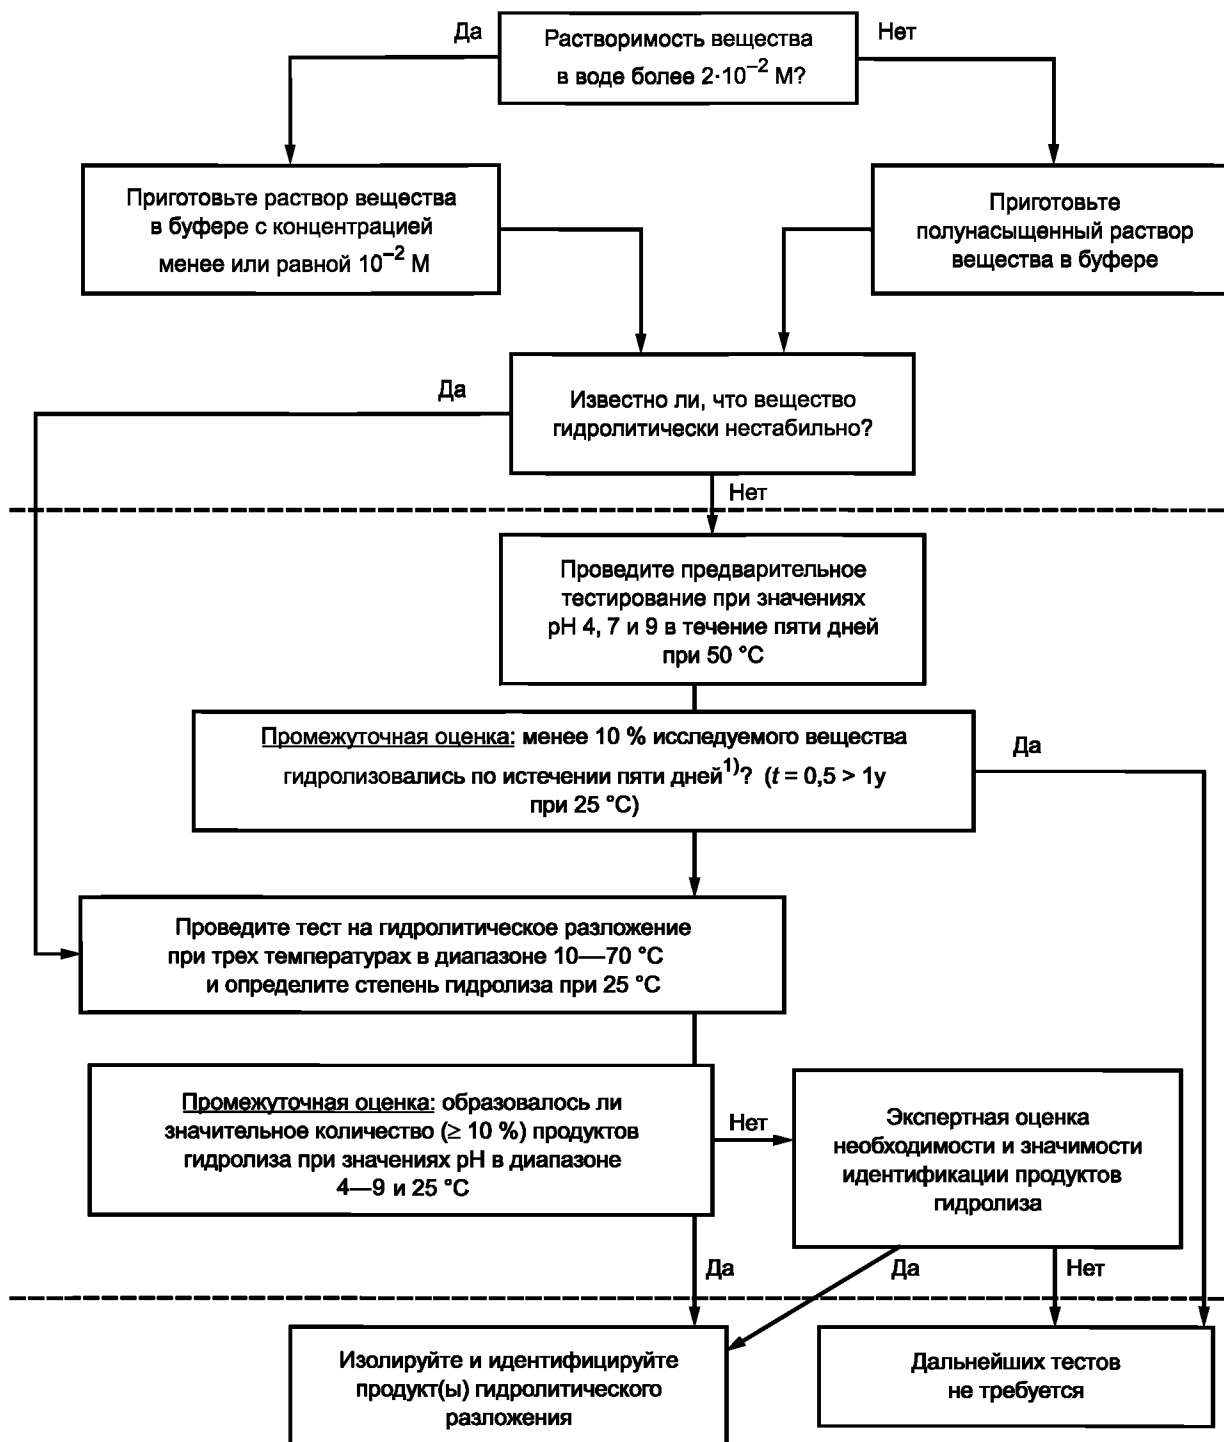 Да
Растворимость вещества
в воде более 2·10⁻² М?
Нет
Приготовьте раствор вещества
в буфере с концентрацией
менее или равной 10⁻² М
Приготовьте
полунасыщенный раствор
вещества в буфере
Да
Известно ли, что вещество
гидролитически нестабильно?
Нет
Проведите предварительное
тестирование при значениях
pH 4, 7 и 9 в течение пяти дней
при 50 °C
Промежуточная оценка: менее 10 % исследуемого вещества
гидролизовались по истечении пяти дней¹⁾? (t = 0,5 > 1y
при 25 °C)
Да
Проведите тест на гидролитическое разложение
при трех температурах в диапазоне 10—70 °C
и определите степень гидролиза при 25 °C
Промежуточная оценка: образовалось ли
значительное количество (≥ 10 %) продуктов
гидролиза при значениях pH в диапазоне
4—9 и 25 °C
Нет
Экспертная оценка
необходимости и значимости
идентификации продуктов
гидролиза
Да
Да
Нет
Изолируйте и идентифицируйте
продукт(ы) гидролитического
разложения
Дальнейших тестов
не требуется